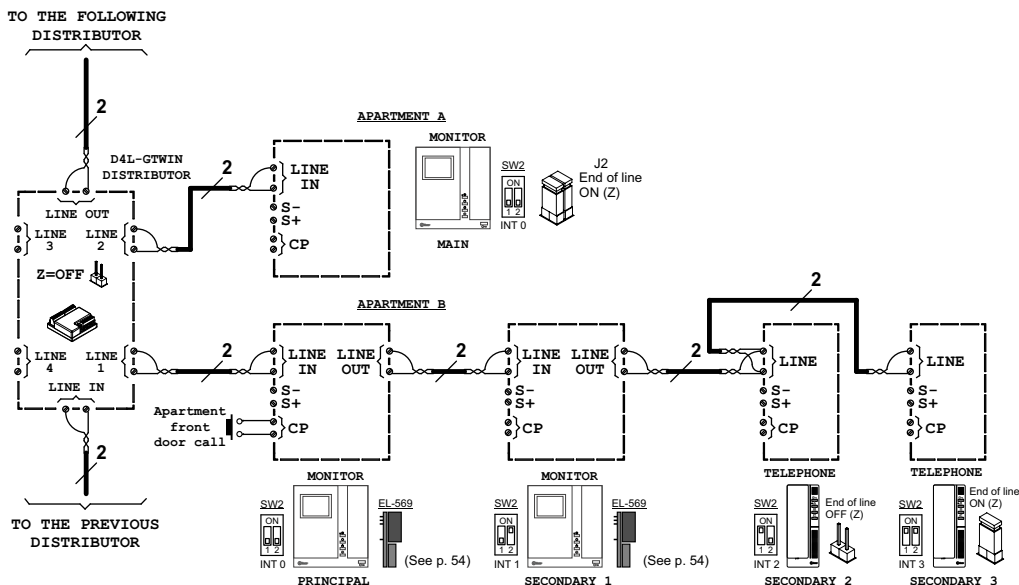 TO THE FOLLOWING
DISTRIBUTOR
2
D4L-GTWIN
DISTRIBUTOR
LINE OUT
LINE
3
LINE
2
Z=OFF
LINE
4
LINE
1
LINE IN
2
TO THE PREVIOUS
DISTRIBUTOR
2
APARTMENT A
LINE
IN
S-
S+
CP
MONITOR
MAIN
SW2
ON
1 2
INT 0
J2
End of line
ON (Z)
APARTMENT B
2
LINE
IN
LINE
OUT
S-
S+
CP
Apartment
front
door call
2
LINE
IN
LINE
OUT
S-
S+
CP
2
2
LINE
S-
S+
CP
LINE
S-
S+
CP
MONITOR
SW2
ON
1 2
INT 0
EL-569
(See p. 54)
PRINCIPAL
MONITOR
SW2
ON
1 2
INT 1
EL-569
(See p. 54)
SECONDARY 1
TELEPHONE
SW2
ON
1 2
INT 2
End of line
OFF (Z)
SECONDARY 2
TELEPHONE
SW2
ON
1 2
INT 3
End of line
ON (Z)
SECONDARY 3